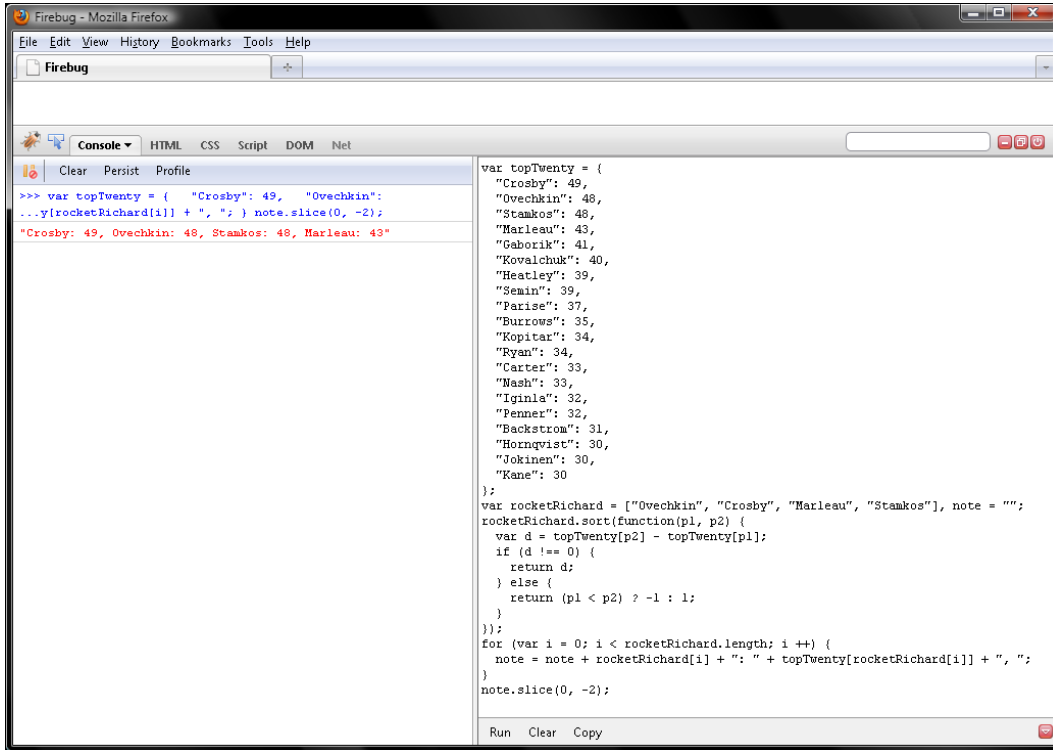 Firebug - Mozilla Firefox
File Edit View History Bookmarks Tools Help
Firebug
Console HTML CSS Script DOM Net
Clear Persist Profile
>>> var topTwenty = {   "Crosby": 49,   "Ovechkin":
...y[rocketRichard[i]] + ", "; } note.slice(0, -2);
"Crosby: 49, Ovechkin: 48, Stamkos: 48, Marleau: 43"
var topTwenty = {
  "Crosby": 49,
  "Ovechkin": 48,
  "Stamkos": 48,
  "Marleau": 43,
  "Gaborik": 41,
  "Kovalchuk": 40,
  "Heatley": 39,
  "Semin": 39,
  "Parise": 37,
  "Burrows": 35,
  "Kopitar": 34,
  "Ryan": 34,
  "Carter": 33,
  "Nash": 33,
  "Iginla": 32,
  "Penner": 32,
  "Backstrom": 31,
  "Hornqvist": 30,
  "Jokinen": 30,
  "Kane": 30
};
var rocketRichard = ["Ovechkin", "Crosby", "Marleau", "Stamkos"], note = "";
rocketRichard.sort(function(p1, p2) {
  var d = topTwenty[p2] - topTwenty[p1];
  if (d !== 0) {
    return d;
  } else {
    return (p1 < p2) ? -1 : 1;
  }
});
for (var i = 0; i < rocketRichard.length; i ++) {
  note = note + rocketRichard[i] + ": " + topTwenty[rocketRichard[i]] + ", ";
}
note.slice(0, -2);
Run Clear Copy